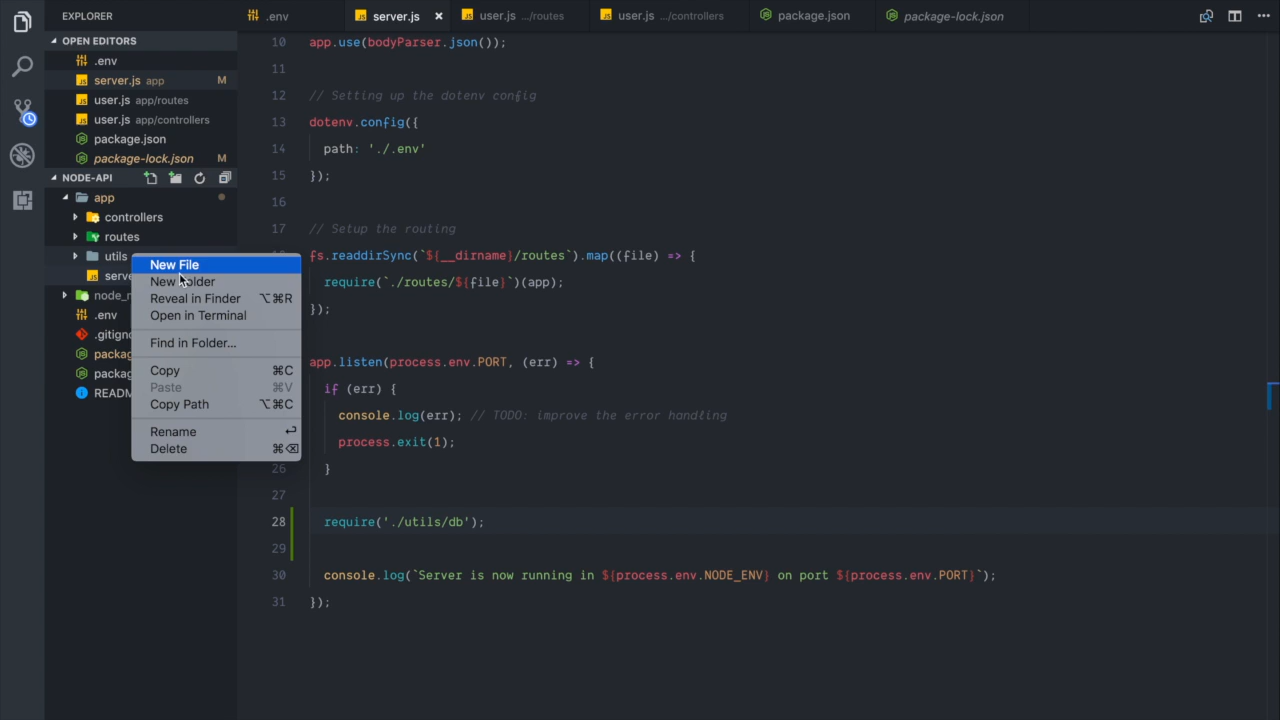 EXPLORER
OPEN EDITORS
.env
server.js app M
user.js app/routes
user.js app/controllers
package.json
package-lock.json M
NODE-API
app
controllers
routes
utils
serve
node_m
.env
.gitigno
packag
packag
READM
New File
New Folder
Reveal in Finder ⌥⌘R
Open in Terminal
Find in Folder...
Copy ⌘C
Paste ⌘V
Copy Path ⌥⌘C
Rename ↩
Delete ⌘⌫
.env
server.js ×
user.js .../routes
user.js .../controllers
package.json
package-lock.json
10 app.use(bodyParser.json());
11
12 // Setting up the dotenv config
13 dotenv.config({
14 path: './.env'
15 });
16
17 // Setup the routing
fs.readdirSync(`${__dirname}/routes`).map((file) => {
require(`./routes/${file}`)(app);
});
app.listen(process.env.PORT, (err) => {
if (err) {
console.log(err); // TODO: improve the error handling
process.exit(1);
26 }
27
28 require('./utils/db');
29
30 console.log(`Server is now running in ${process.env.NODE_ENV} on port ${process.env.PORT}`);
31 });